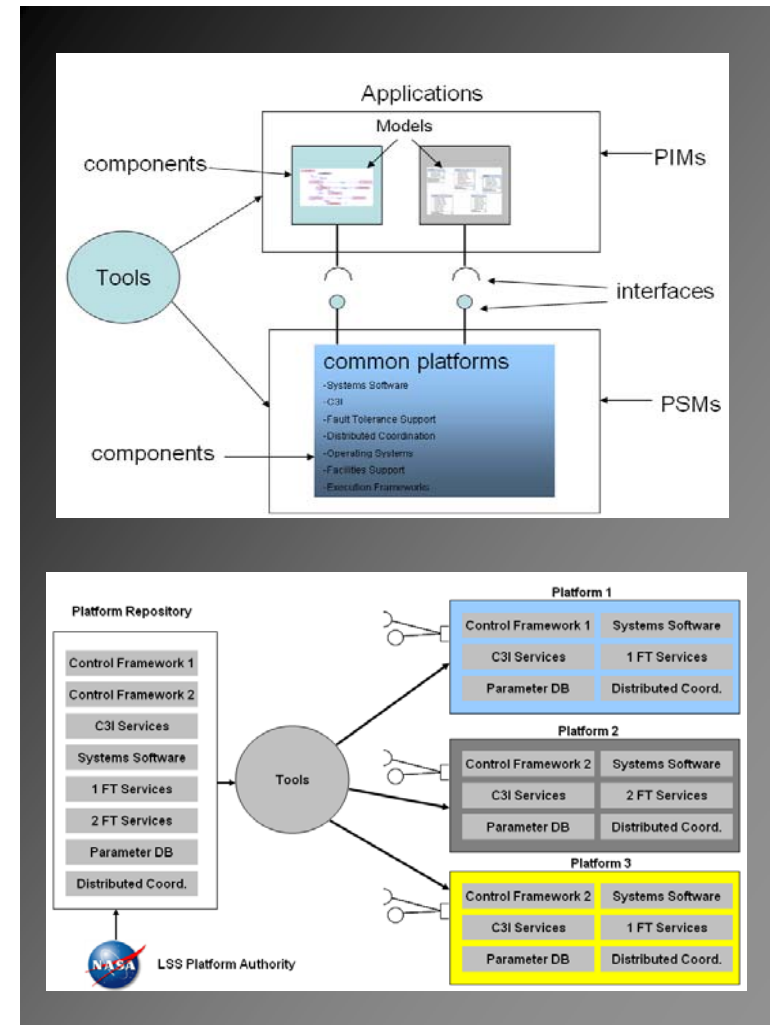 Applications
Models
components
PIMs
Tools
interfaces
common platforms
-Systems Software
-C3I
-Fault Tolerance Support
-Distributed Coordination
-Operating Systems
-Facilities Support
-Execution Frameworks
PSMs
components
Platform Repository
Control Framework 1
Control Framework 2
C3I Services
Systems Software
1 FT Services
2 FT Services
Parameter DB
Distributed Coord.
NASA
LSS Platform Authority
Tools
Platform 1
Control Framework 1 Systems Software
C3I Services 1 FT Services
Parameter DB Distributed Coord.
Platform 2
Control Framework 2 Systems Software
C3I Services 2 FT Services
Parameter DB Distributed Coord.
Platform 3
Control Framework 2 Systems Software
C3I Services 1 FT Services
Parameter DB Distributed Coord.